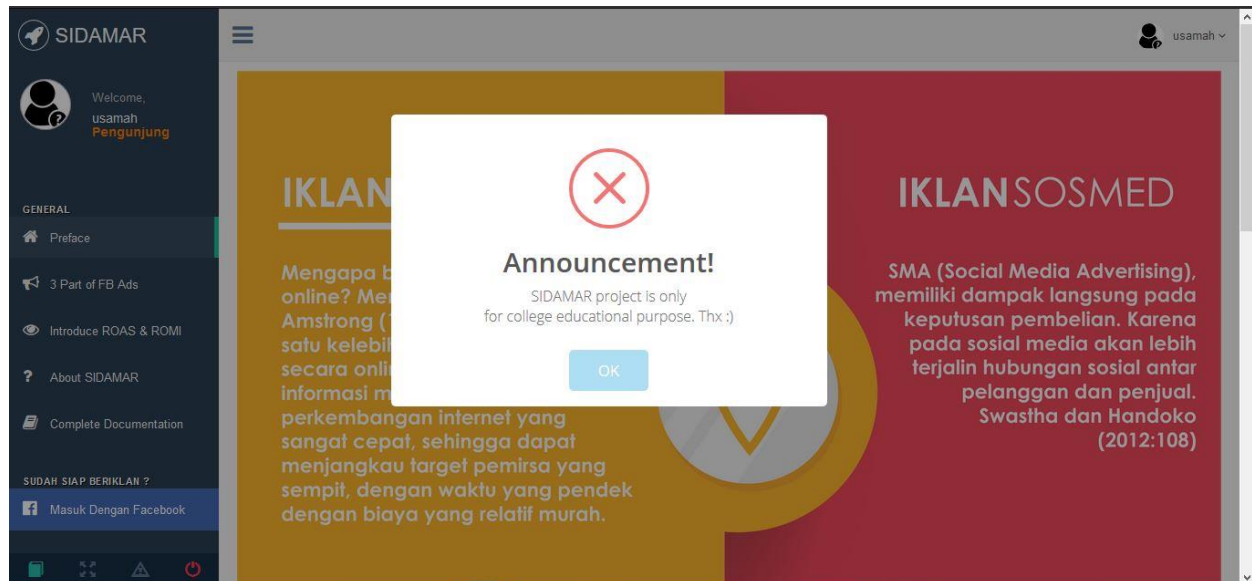 SIDAMAR
usamah
Welcome,
usamah
Pengunjung
GENERAL
Preface
3 Part of FB Ads
Introduce ROAS & ROMI
About SIDAMAR
Complete Documentation
SUDAH SIAP BERIKLAN ?
Masuk Dengan Facebook
IKLAN
Mengapa b
online? Me
Amstrong (
satu kelebi
secara onli
informasi m
perkembangan internet yang
sangat cepat, sehingga dapat
menjangkau target pemirsa yang
sempit, dengan waktu yang pendek
dengan biaya yang relatif murah.
Announcement!
SIDAMAR project is only
for college educational purpose. Thx :)
OK
IKLANSOSMED
SMA (Social Media Advertising),
memiliki dampak langsung pada
keputusan pembelian. Karena
pada sosial media akan lebih
terjalin hubungan sosial antar
pelanggan dan penjual.
Swastha dan Handoko
(2012:108)